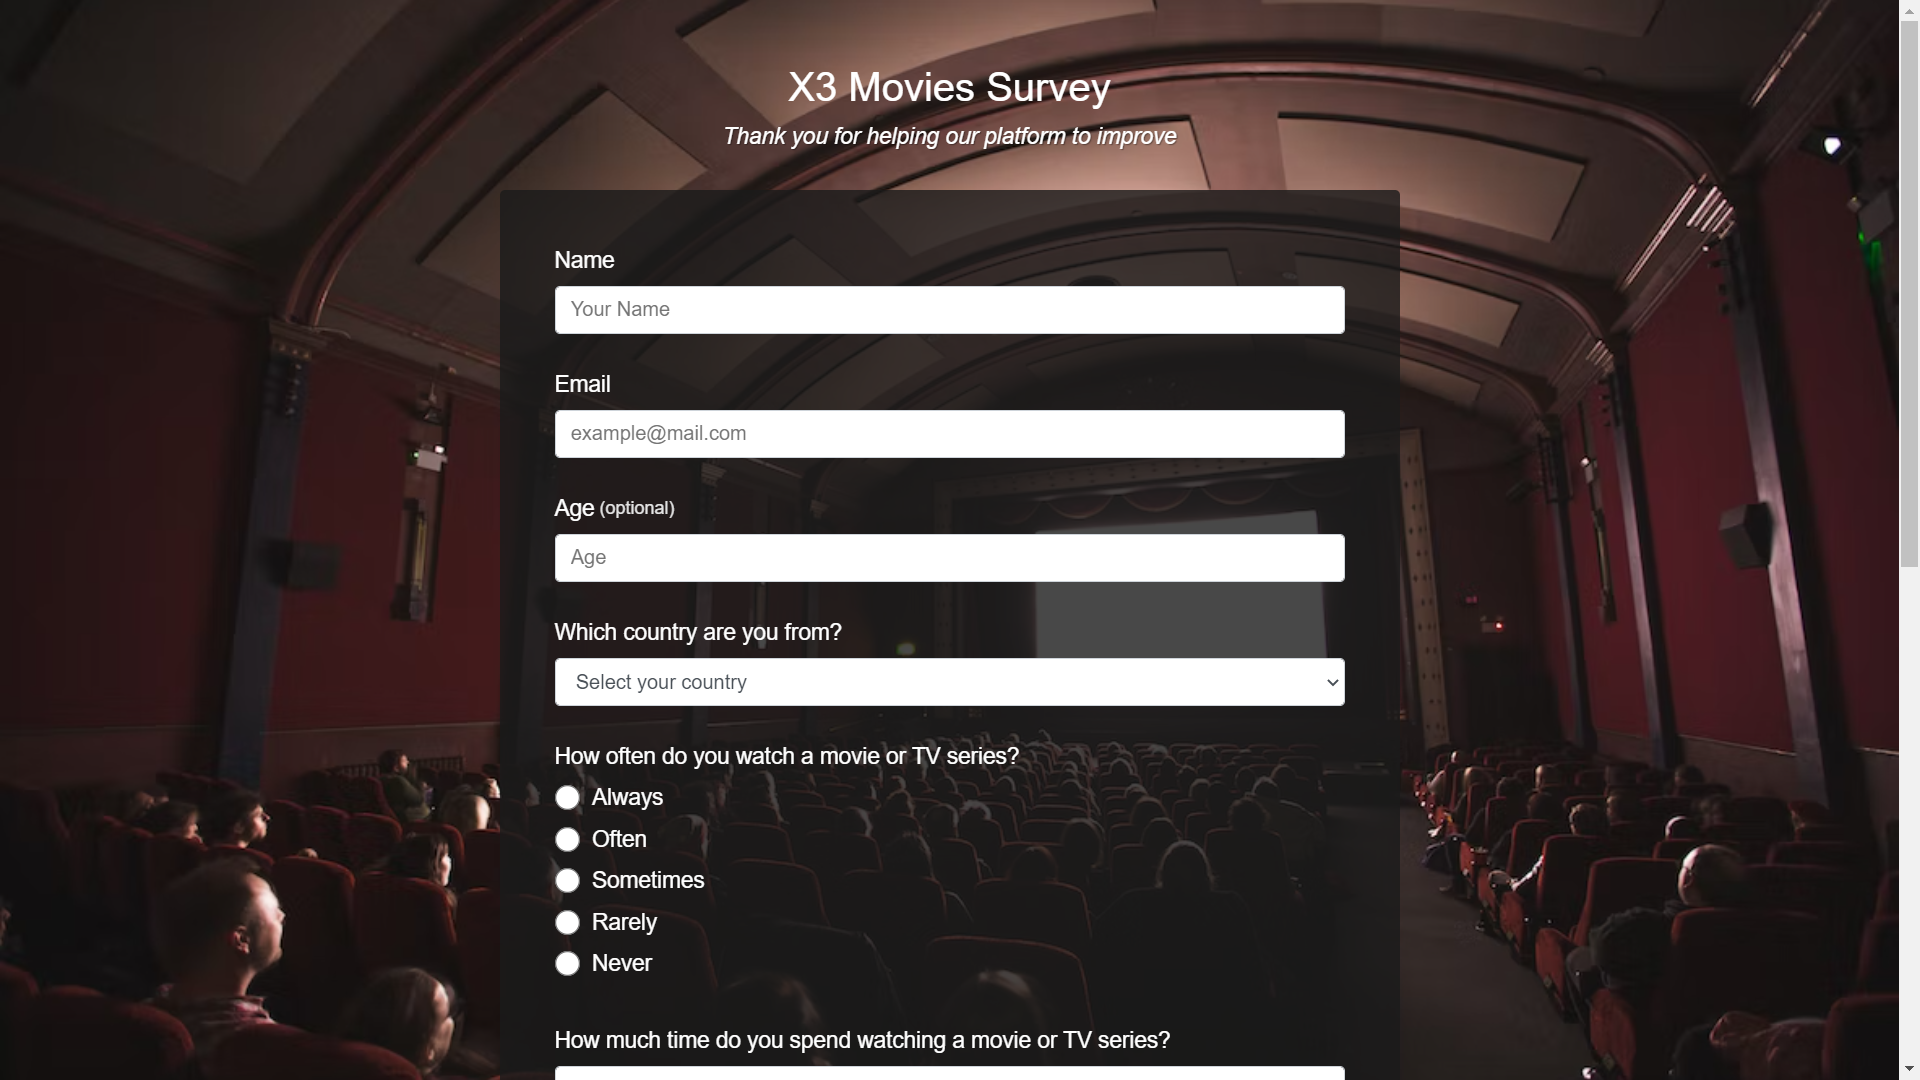 X3 Movies Survey
Thank you for helping our platform to improve
Name
Your Name
Email
example@mail.com
Age (optional)
Age
Which country are you from?
Select your country
How often do you watch a movie or TV series?
Always
Often
Sometimes
Rarely
Never
How much time do you spend watching a movie or TV series?